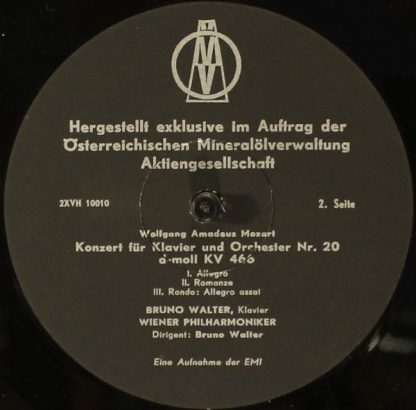 ÖMV
Hergestellt exklusive im Auftrag der
Österreichischen Mineralölverwaltung
Aktiengesellschaft
2XVH 10010
2. Seite
Wolfgang Amadeus Mozart
Konzert für Klavier und Orchester Nr. 20
d-moll KV 466
I. Allegro
II. Romanze
III. Rondo: Allegro assai
BRUNO WALTER, Klavier
WIENER PHILHARMONIKER
Dirigent: Bruno Walter
Eine Aufnahme der EMI